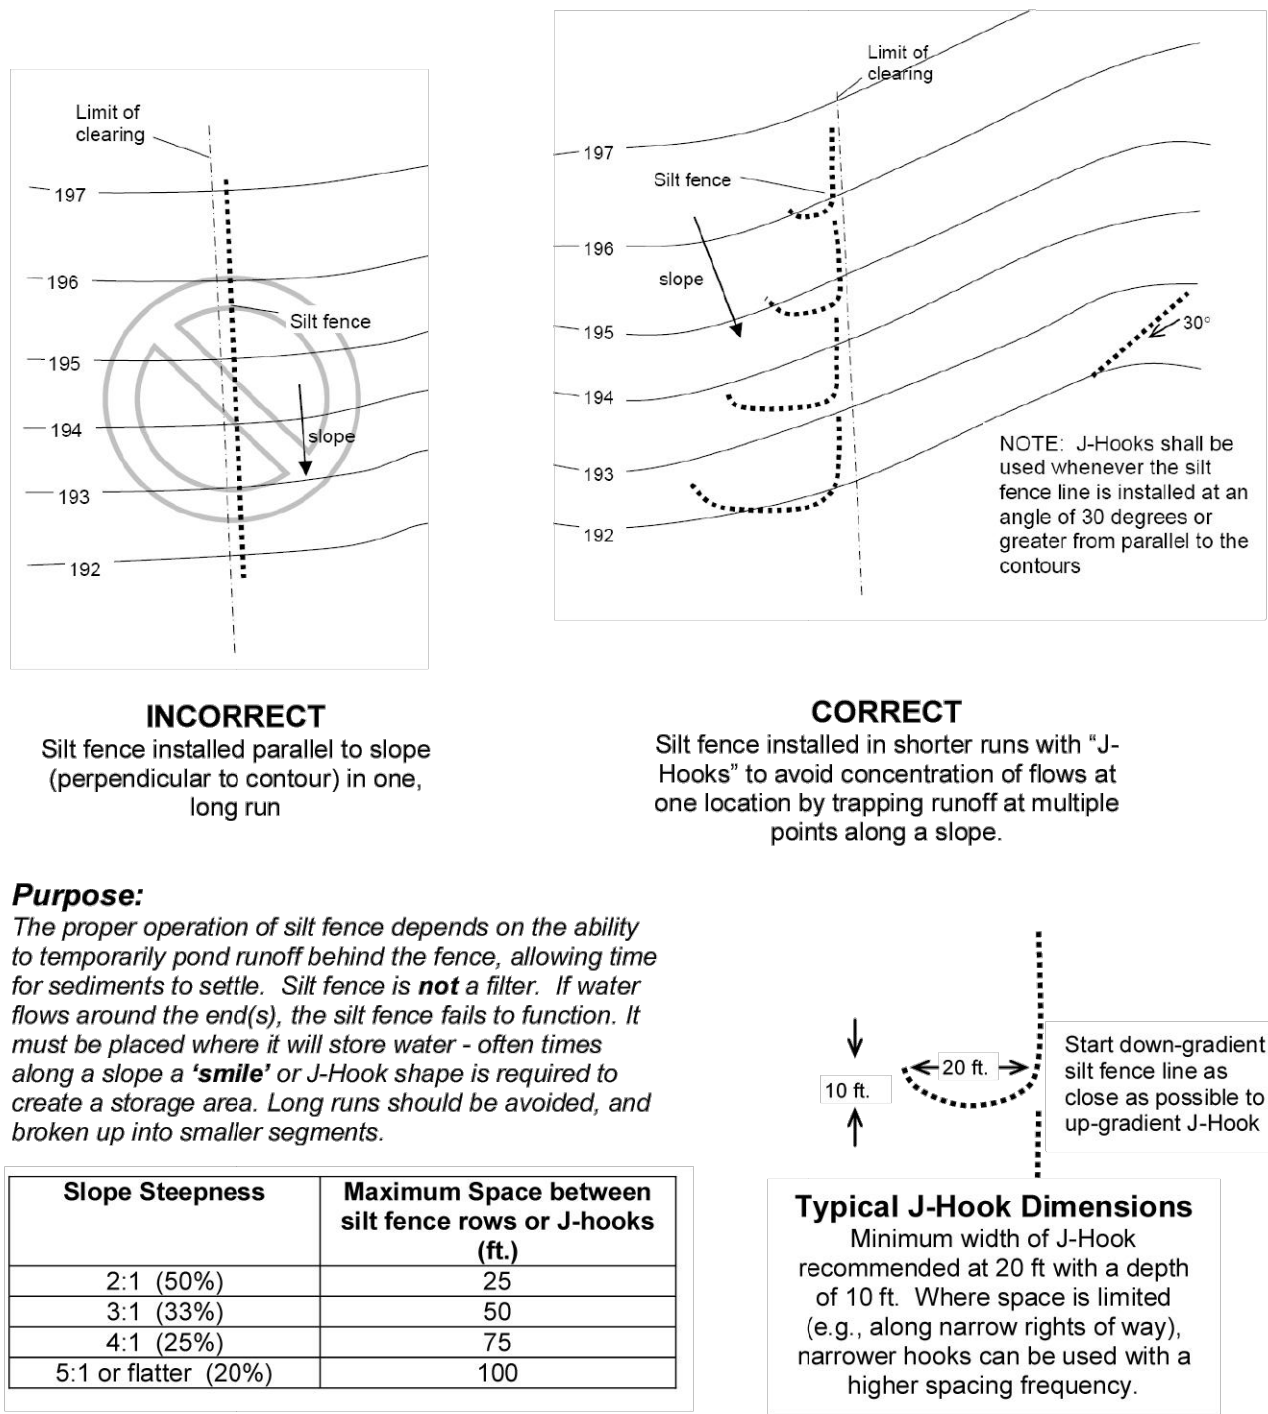 Limit of
clearing
197
196
Silt fence
195
194
slope
193
192
Limit of
clearing
197
Silt fence
196
slope
195
30°
194
193
192
NOTE: J-Hooks shall be
used whenever the silt
fence line is installed at an
angle of 30 degrees or
greater from parallel to the
contours
INCORRECT
Silt fence installed parallel to slope
(perpendicular to contour) in one,
long run
CORRECT
Silt fence installed in shorter runs with “J-
Hooks” to avoid concentration of flows at
one location by trapping runoff at multiple
points along a slope.
Purpose:
The proper operation of silt fence depends on the ability
to temporarily pond runoff behind the fence, allowing time
for sediments to settle. Silt fence is not a filter. If water
flows around the end(s), the silt fence fails to function. It
must be placed where it will store water - often times
along a slope a ‘smile’ or J-Hook shape is required to
create a storage area. Long runs should be avoided, and
broken up into smaller segments.
Slope Steepness
Maximum Space between
silt fence rows or J-hooks
(ft.)
2:1 (50%) 25
3:1 (33%) 50
4:1 (25%) 75
5:1 or flatter (20%) 100
20 ft.
10 ft.
Start down-gradient
silt fence line as
close as possible to
up-gradient J-Hook
Typical J-Hook Dimensions
Minimum width of J-Hook
recommended at 20 ft with a depth
of 10 ft. Where space is limited
(e.g., along narrow rights of way),
narrower hooks can be used with a
higher spacing frequency.